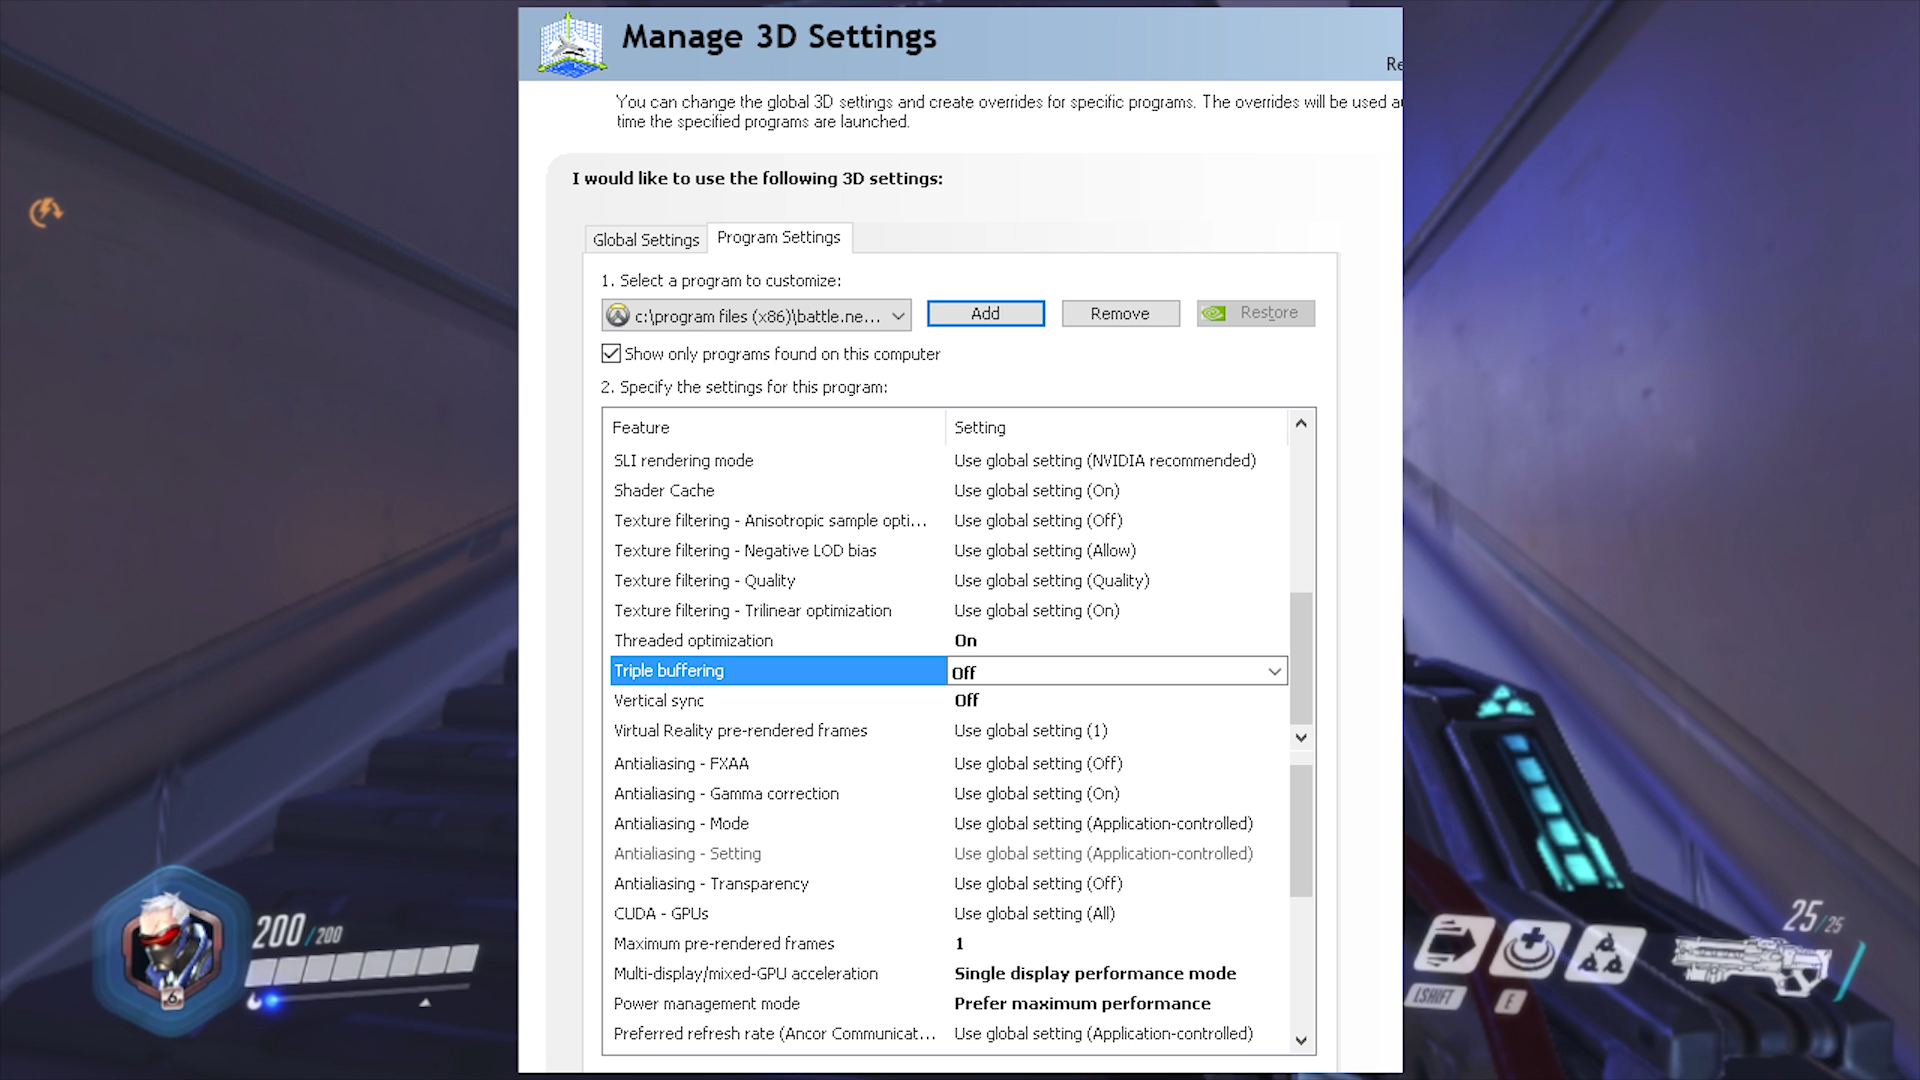 Manage 3D Settings
Re
You can change the global 3D settings and create overrides for specific programs. The overrides will be used a
time the specified programs are launched.
I would like to use the following 3D settings:
Global Settings
Program Settings
1. Select a program to customize:
c:\program files (x86)\battle.ne...
Add
Remove
Restore
Show only programs found on this computer
2. Specify the settings for this program:
Feature Setting
SLI rendering mode Use global setting (NVIDIA recommended)
Shader Cache Use global setting (On)
Texture filtering - Anisotropic sample opti... Use global setting (Off)
Texture filtering - Negative LOD bias Use global setting (Allow)
Texture filtering - Quality Use global setting (Quality)
Texture filtering - Trilinear optimization Use global setting (On)
Threaded optimization On
Triple buffering Off
Vertical sync Off
Virtual Reality pre-rendered frames Use global setting (1)
Antialiasing - FXAA Use global setting (Off)
Antialiasing - Gamma correction Use global setting (On)
Antialiasing - Mode Use global setting (Application-controlled)
Antialiasing - Setting Use global setting (Application-controlled)
Antialiasing - Transparency Use global setting (Off)
CUDA - GPUs Use global setting (All)
Maximum pre-rendered frames 1
Multi-display/mixed-GPU acceleration Single display performance mode
Power management mode Prefer maximum performance
Preferred refresh rate (Ancor Communicat... Use global setting (Application-controlled)
200/200
6
25/25
LSHIFT
E